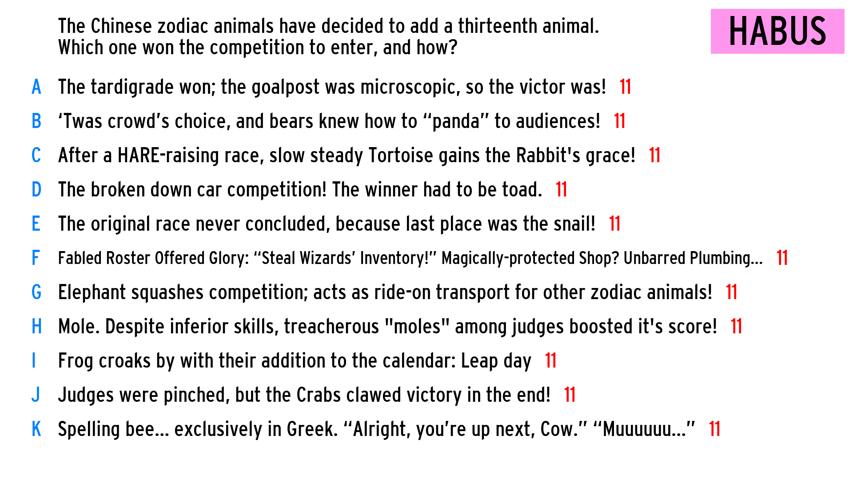 The Chinese zodiac animals have decided to add a thirteenth animal.
Which one won the competition to enter, and how?
HABUS
A The tardigrade won; the goalpost was microscopic, so the victor was! 11
B ‘Twas crowd’s choice, and bears knew how to “panda” to audiences! 11
C After a HARE-raising race, slow steady Tortoise gains the Rabbit's grace! 11
D The broken down car competition! The winner had to be toad. 11
E The original race never concluded, because last place was the snail! 11
F Fabled Roster Offered Glory: “Steal Wizards’ Inventory!” Magically-protected Shop? Unbarred Plumbing... 11
G Elephant squashes competition; acts as ride-on transport for other zodiac animals! 11
H Mole. Despite inferior skills, treacherous "moles" among judges boosted it's score! 11
I Frog croaks by with their addition to the calendar: Leap day 11
J Judges were pinched, but the Crabs clawed victory in the end! 11
K Spelling bee... exclusively in Greek. “Alright, you’re up next, Cow.” “Muuuuuu...” 11